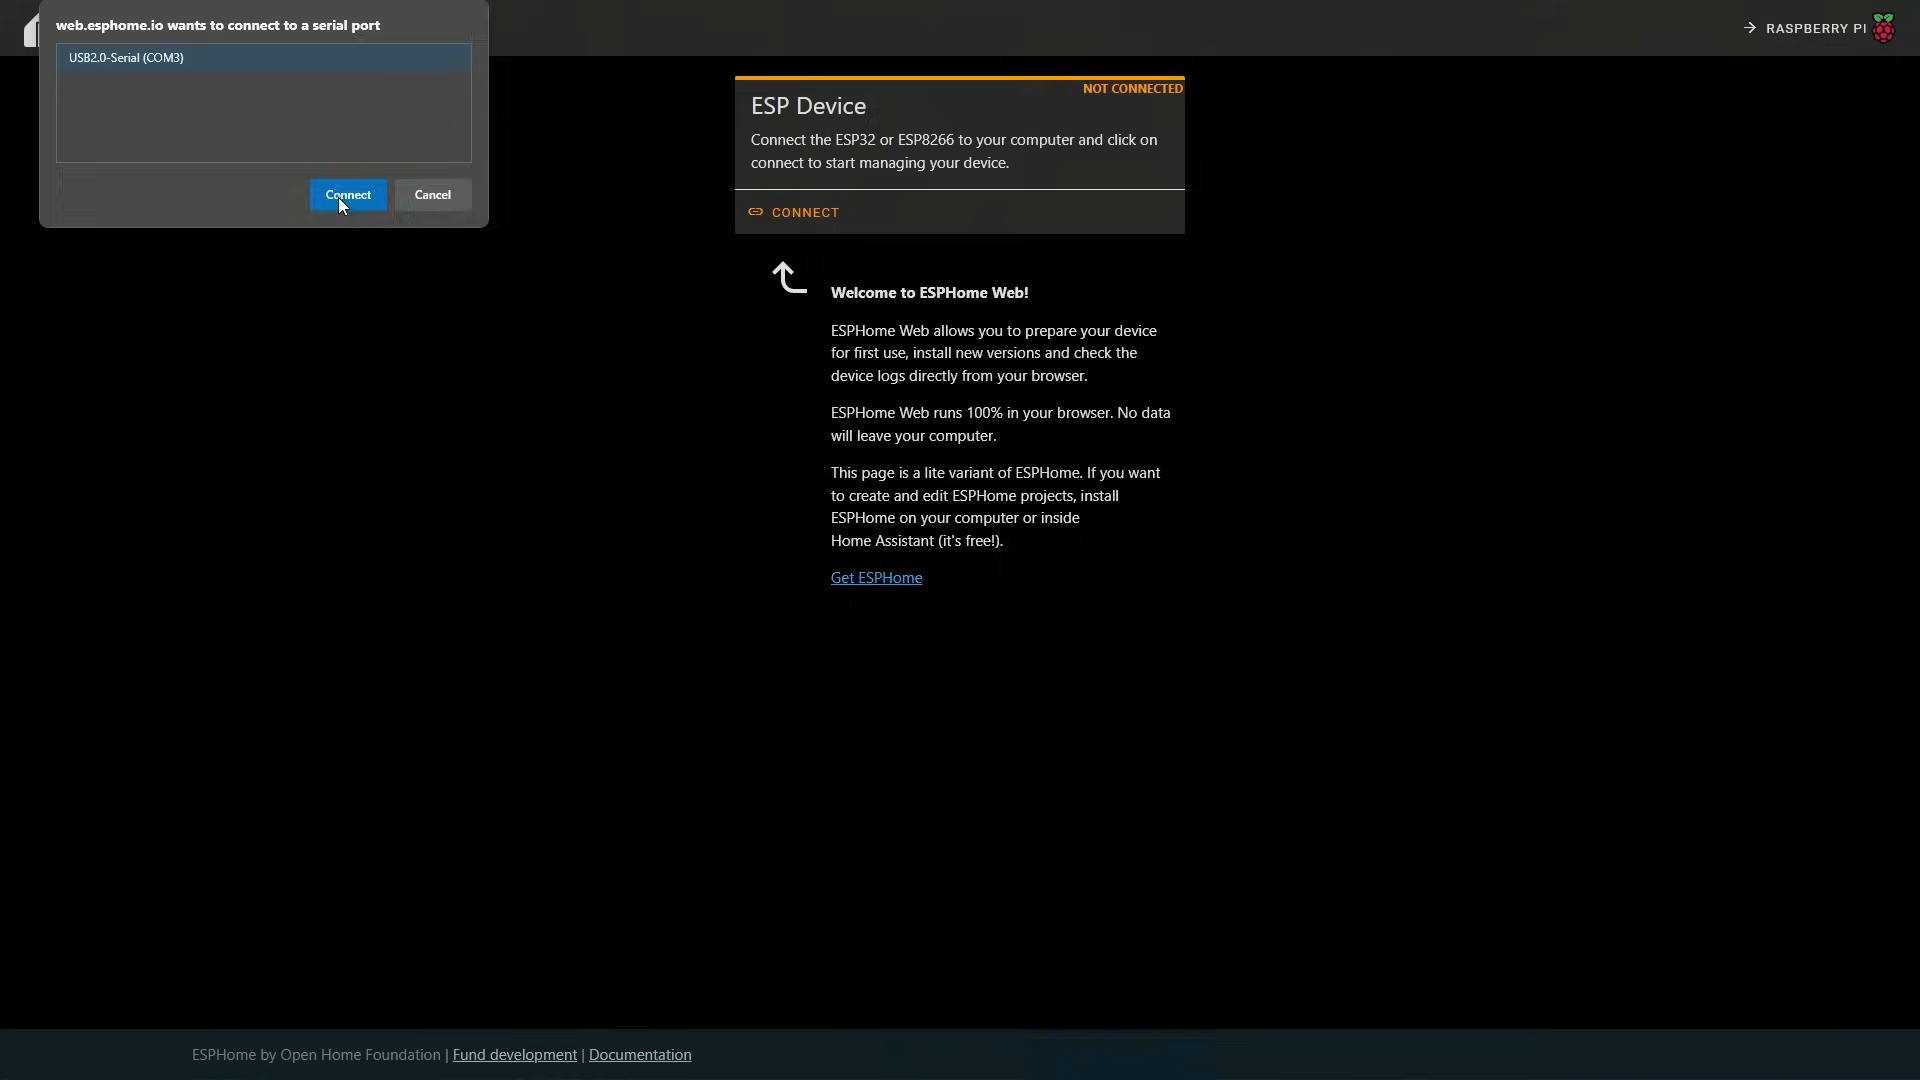 web.esphome.io wants to connect to a serial port
USB2.0-Serial (COM3)
Connect Cancel
RASPBERRY PI
NOT CONNECTED
ESP Device
Connect the ESP32 or ESP8266 to your computer and click on
connect to start managing your device.
CONNECT
Welcome to ESPHome Web!
ESPHome Web allows you to prepare your device
for first use, install new versions and check the
device logs directly from your browser.
ESPHome Web runs 100% in your browser. No data
will leave your computer.
This page is a lite variant of ESPHome. If you want
to create and edit ESPHome projects, install
ESPHome on your computer or inside
Home Assistant (it's free!).
Get ESPHome
ESPHome by Open Home Foundation | Fund development | Documentation